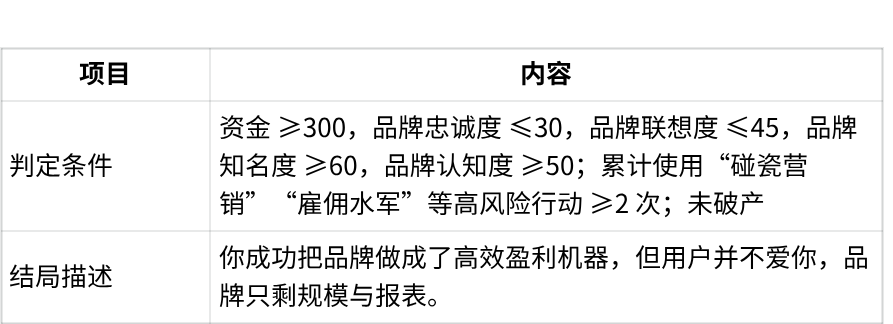 项目
内容
判定条件
资金 ≥300，品牌忠诚度 ≤30，品牌联想度 ≤45，品牌
知名度 ≥60，品牌认知度 ≥50；累计使用“碰瓷营
销”“雇佣水军”等高风险行动 ≥2 次；未破产
结局描述
你成功把品牌做成了高效盈利机器，但用户并不爱你，品
牌只剩规模与报表。